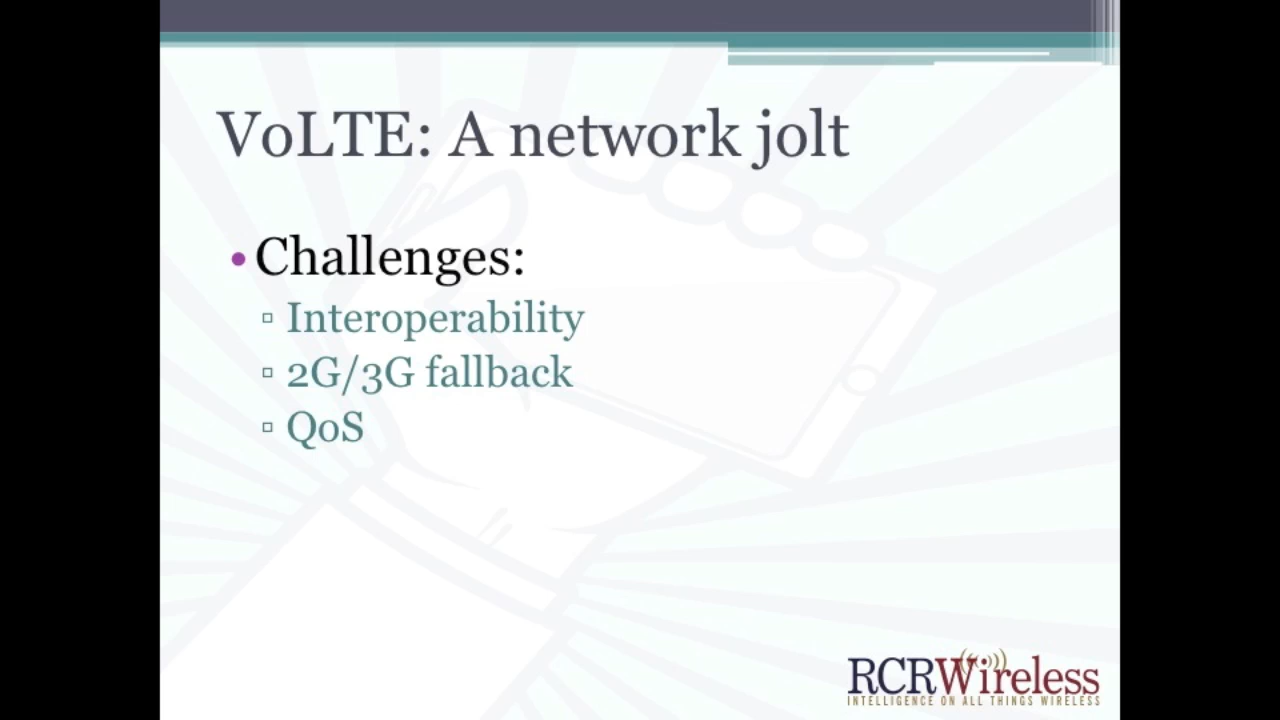 VoLTE: A network jolt
• Challenges:
▫ Interoperability
▫ 2G/3G fallback
▫ QoS
RCRWireless
INTELLIGENCE ON ALL THINGS WIRELESS